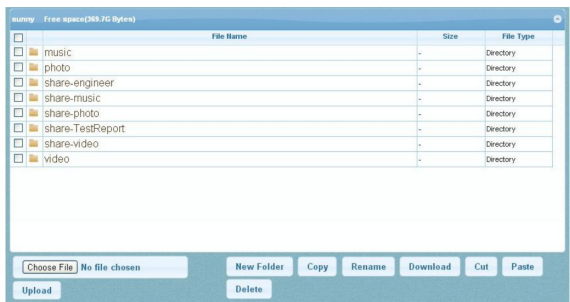 sunny Free space(369.7G Bytes)
File Name Size File Type
music - Directory
photo - Directory
share-engineer - Directory
share-music - Directory
share-photo - Directory
share-TestReport - Directory
share-video - Directory
video - Directory
Choose File No file chosen New Folder Copy Rename Download Cut Paste
Upload Delete